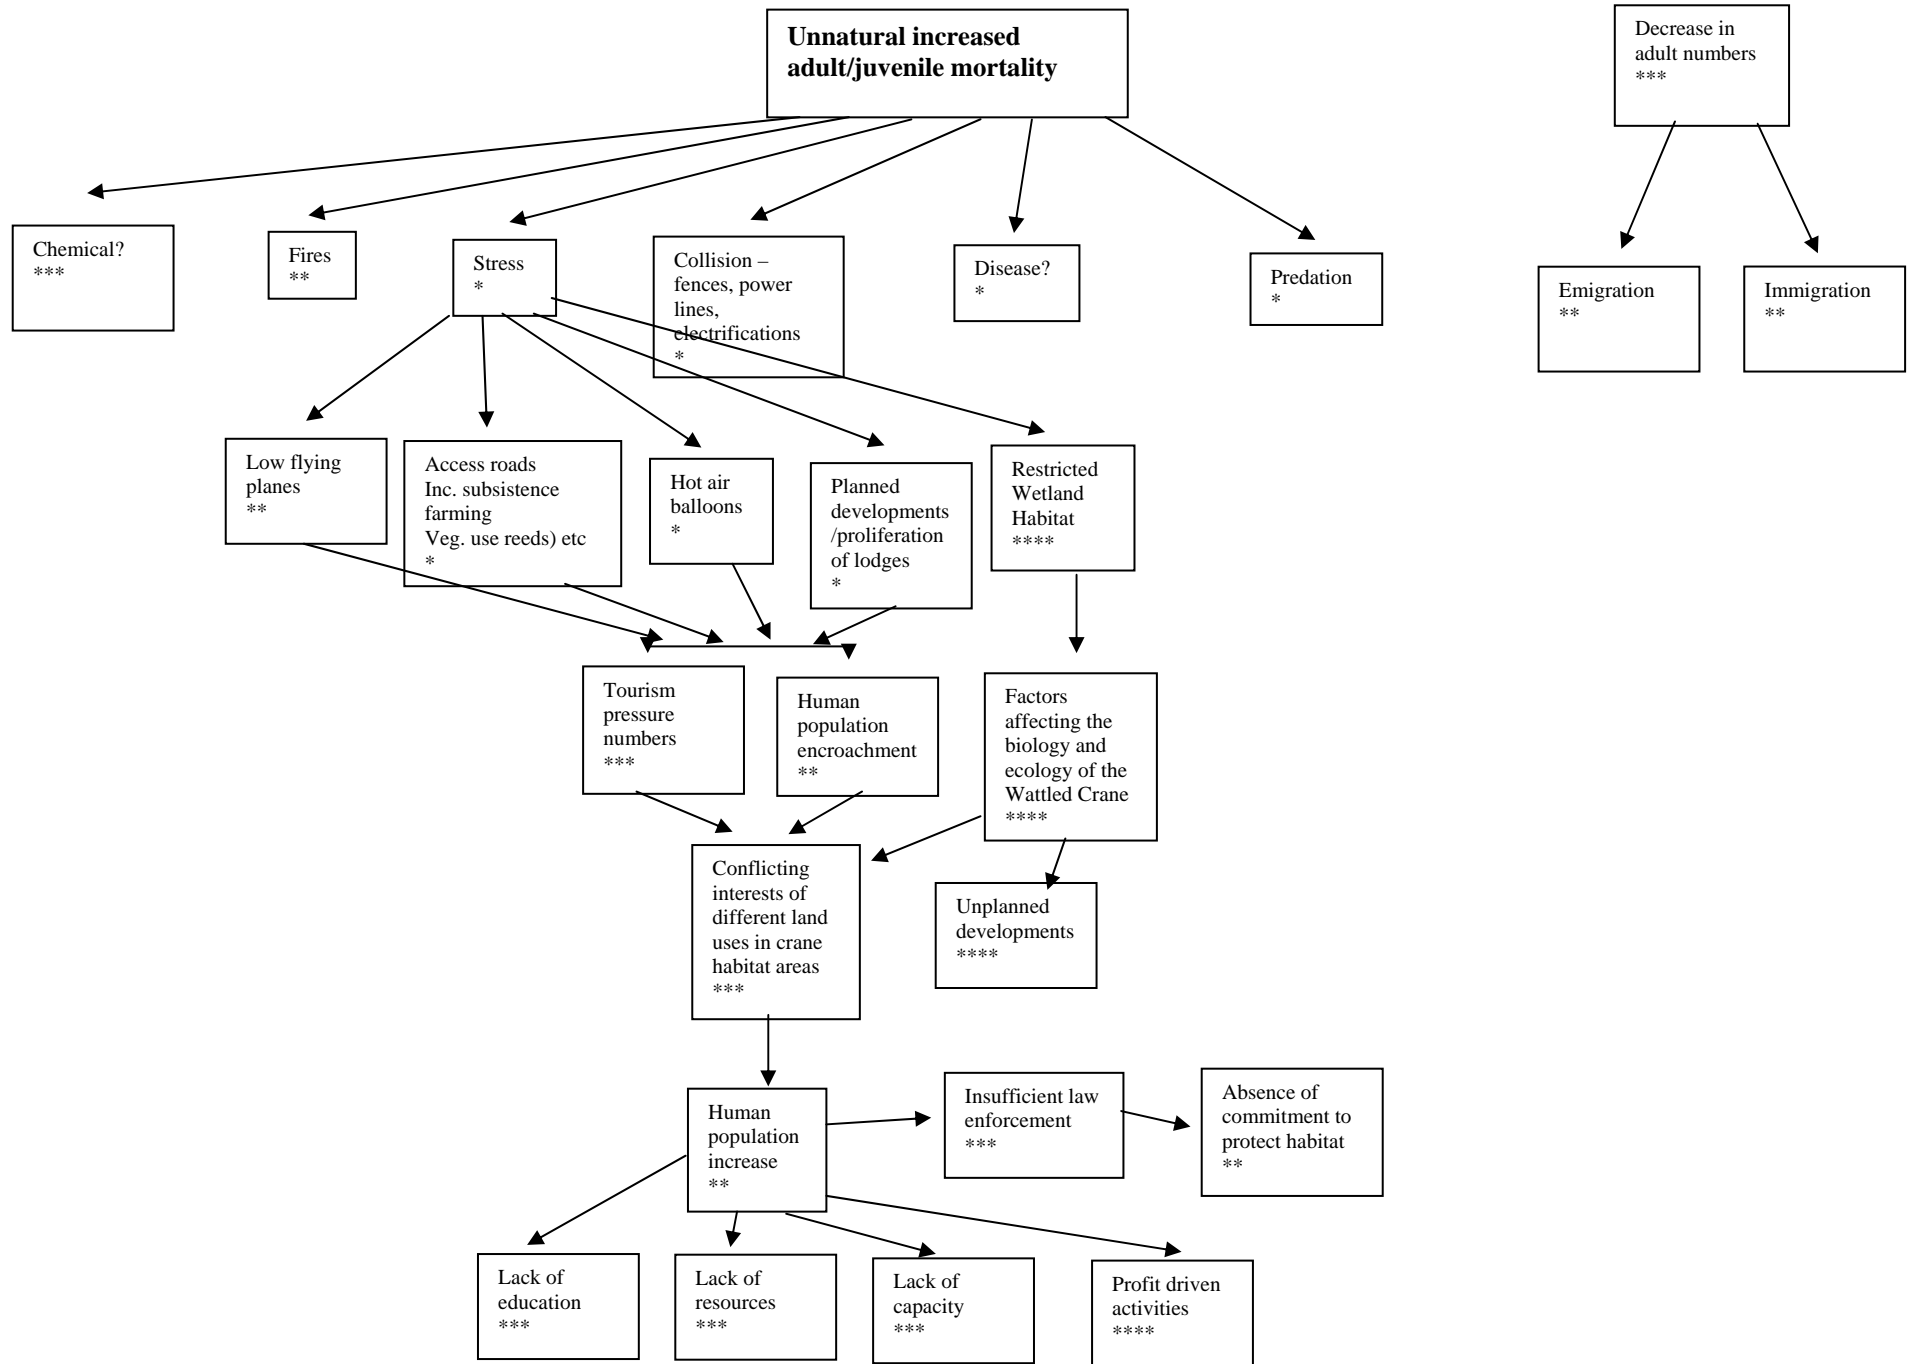 Unnatural increased
adult/juvenile mortality
Decrease in
adult numbers
***
Chemical?
***
Fires
**
Stress
*
Collision –
fences, power
lines,
electrifications
*
Disease?
*
Predation
*
Emigration
**
Immigration
**
Low flying
planes
**
Access roads
Inc. subsistence
farming
Veg. use reeds) etc
*
Hot air
balloons
*
Planned
developments
/proliferation
of lodges
*
Restricted
Wetland
Habitat
****
Tourism
pressure
numbers
***
Human
population
encroachment
**
Factors
affecting the
biology and
ecology of the
Wattled Crane
****
Conflicting
interests of
different land
uses in crane
habitat areas
***
Unplanned
developments
****
Human
population
increase
**
Insufficient law
enforcement
***
Absence of
commitment to
protect habitat
**
Lack of
education
***
Lack of
resources
***
Lack of
capacity
***
Profit driven
activities
****